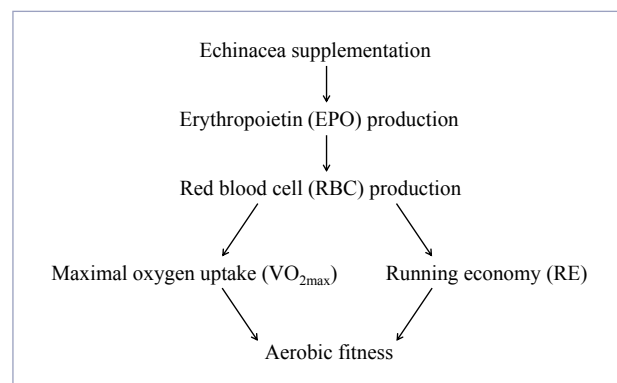 Echinacea supplementation
Erythropoietin (EPO) production
Red blood cell (RBC) production
Maximal oxygen uptake (VO₂max) Running economy (RE)
Aerobic fitness